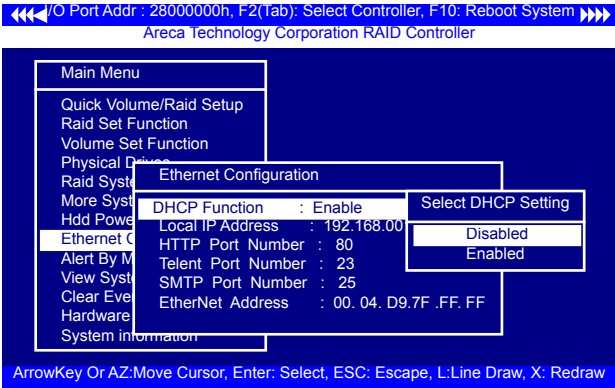 /O Port Addr : 28000000h, F2(Tab): Select Controller, F10: Reboot System
Areca Technology Corporation RAID Controller
Main Menu
Quick Volume/Raid Setup
Raid Set Function
Volume Set Function
Physical Drives
Raid Syste
More Syst
Hdd Powe
Ethernet C
Alert By M
View Syste
Clear Eve
Hardware
System information
Ethernet Configuration
DHCP Function : Enable
Local IP Address : 192.168.00
HTTP Port Number : 80
Telent Port Number : 23
SMTP Port Number : 25
EtherNet Address : 00. 04. D9.7F .FF. FF
Select DHCP Setting
Disabled
Enabled
ArrowKey Or AZ:Move Cursor, Enter: Select, ESC: Escape, L:Line Draw, X: Redraw